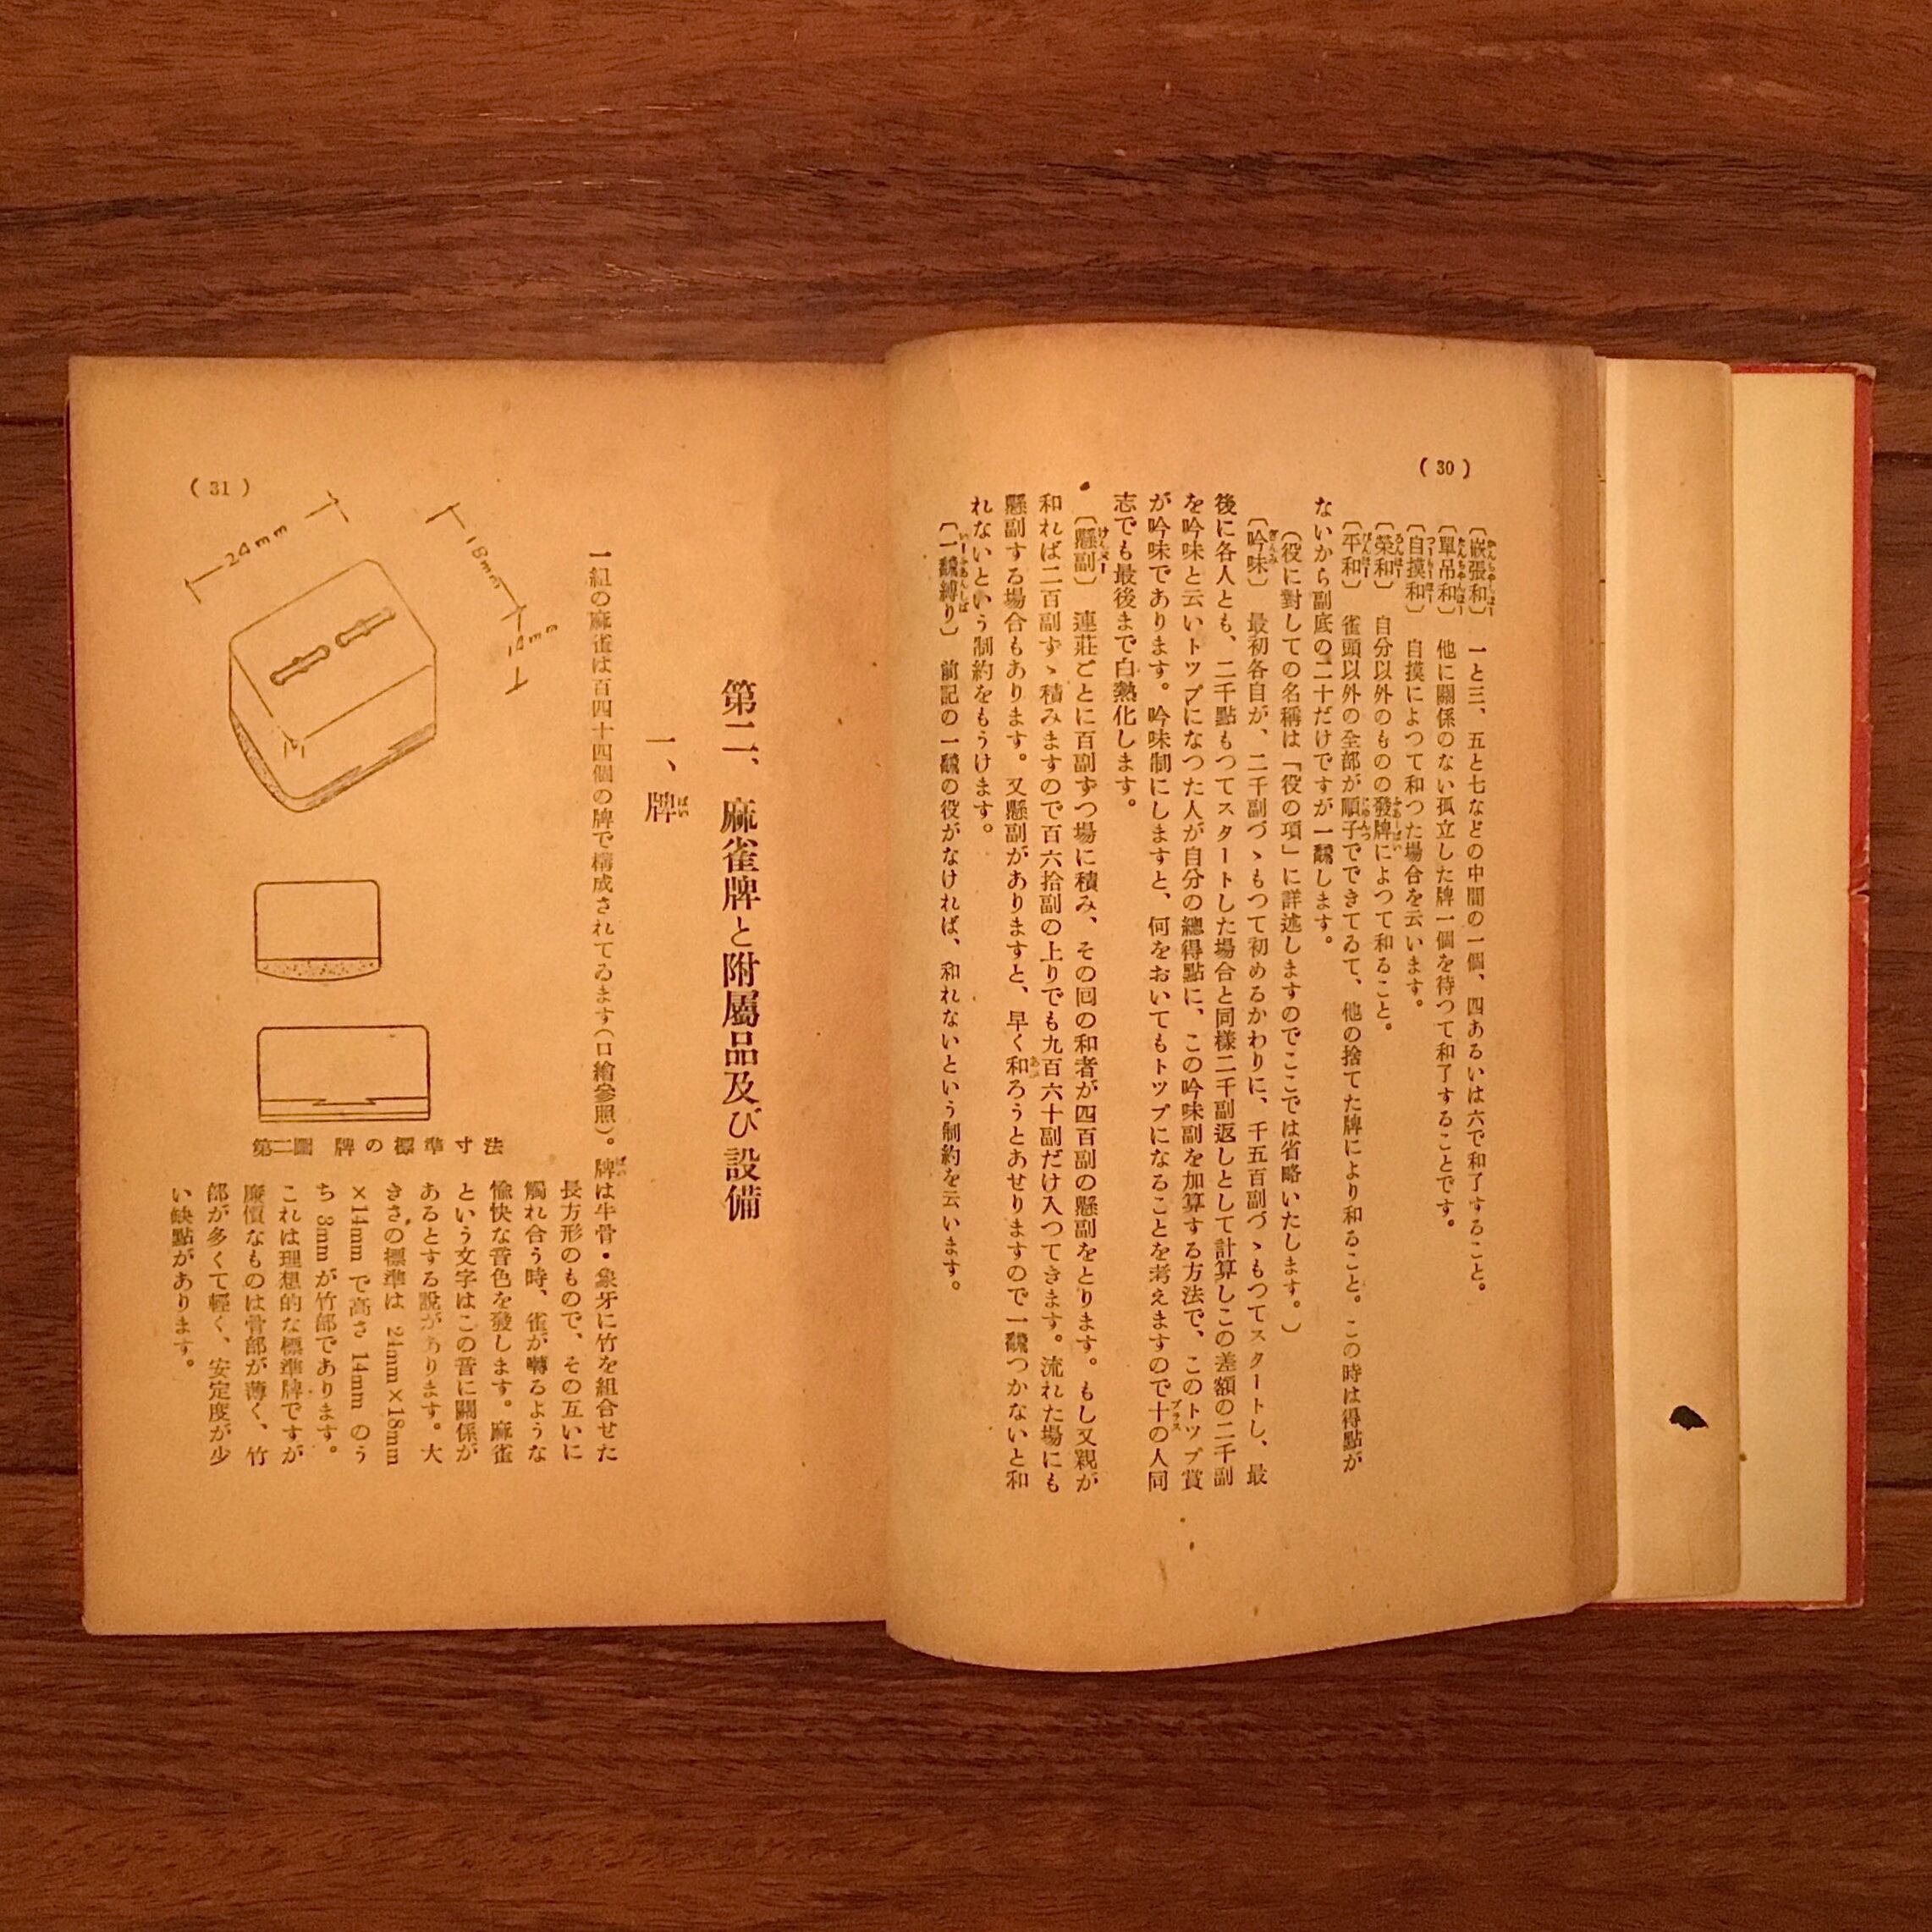 ( 30 )
〔嵌張和〕 一と三、五と七などの中間の一個、四あるいは六で和了すること。
〔單吊和〕 他に關係のない孤立した牌一個を待つて和了することです。
〔自摸和〕 自摸によつて和つた場合を云います。
〔榮和〕 自分以外のものの發牌によつて和ること。
〔平和〕 雀頭以外の全部が順子でできてゐて、他の捨てた牌により和ること。この時は得點が
ないから副底の二十だけですが一飜します。
〔役に對しての名稱は「役の項」に詳述しますのでここでは省略いたします。〕
〔吟味〕 最初各自が、二千副づゝもつて初めるかわりに、千五百副づゝもつてスタートし、最
後に各人とも、二千點もつてスタートした場合と同樣二千副返しとして計算しこの差額の二千副
を吟味と云いトップになつた人が自分の總得點に、この吟味副を加算する方法で、このトップ賞
が吟味であります。吟味制にしますと、何をおいてもトップになることを考えますので十の人同
志でも最後まで白熱化します。
〔懸副〕 連莊ごとに百副ずつ場に積み、その回の和者が四百副の懸副をとります。もし又親が
和れば二百副ずゝ積みますので百六拾副の上りでも九百六十副だけ入つてきます。流れた場にも
懸副する場合もあります。又懸副がありますと、早く和ろうとあせりますので一飜つかないと和
れないという制約をもうけます。
〔一飜縛り〕 前記の一飜の役がなければ、和れないという制約を云います。
( 31 )
第二、麻雀牌と附屬品及び設備
一、牌
一組の麻雀は百四十四個の牌で構成されてゐます(口繪參照)。牌は牛骨・象牙に竹を組合せた
長方形のもので、その互いに
觸れ合う時、雀が囀るような
愉快な音色を發します。麻雀
という文字はこの音に關係が
あるとする說があります。大
きさの標準は 24mm×18mm
×14mm で高さ 14mm のう
ち 3mm が竹部であります。
これは理想的な標準牌ですが
廉價なものは骨部が薄く、竹
部が多くて輕く、安定度が少
い缺點があります。
24mm
18mm
14mm
第二圖 牌の標準寸法